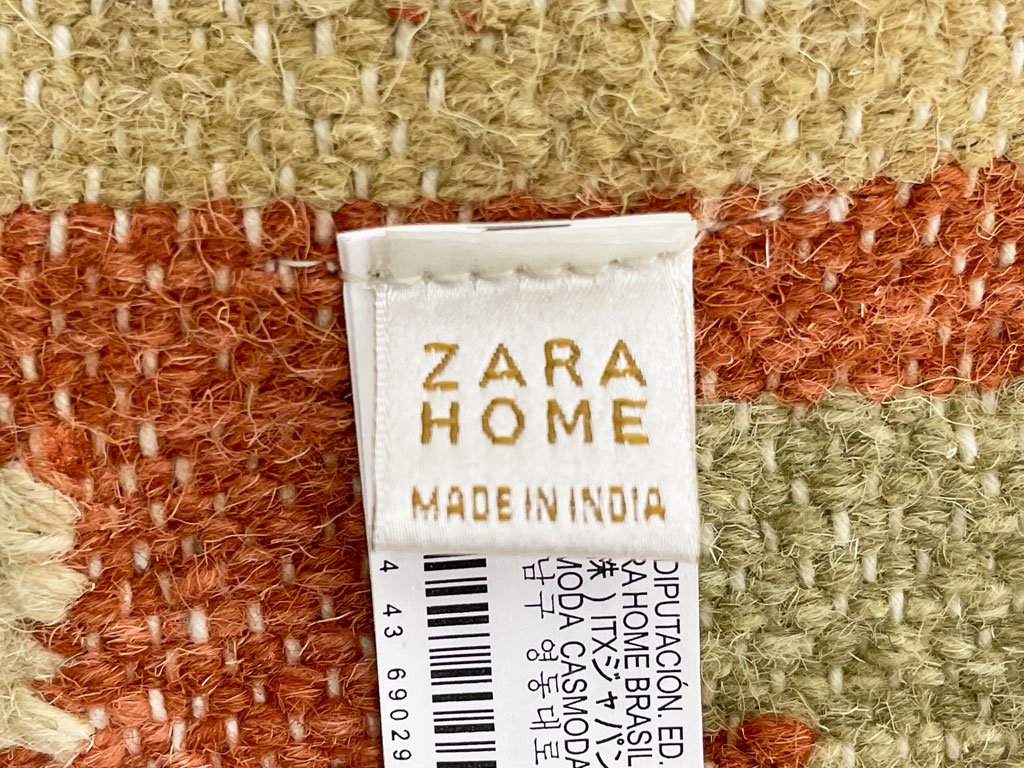 ZARA
HOME
MADE IN INDIA
DIPUTACIÓN. ED.
RA HOME BRASIL
株 ) ITXジャパン
MODA CASMODA
남구 영동대로
4 43 69029